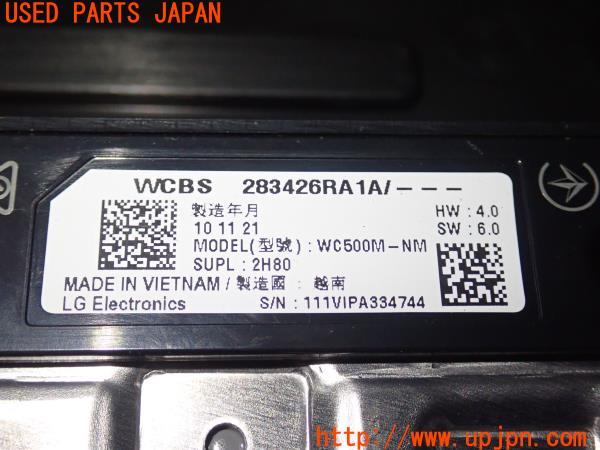 USED PARTS JAPAN
WCBS 283426RA1A/---
製造年月
10 11 21
HW : 4.0
SW : 6.0
MODEL(型號) : WC500M-NM
SUPL : 2H80
MADE IN VIETNAM / 製造國 : 越南
LG Electronics
S/N : 111VIPA334744
http://www.upjpn.com/